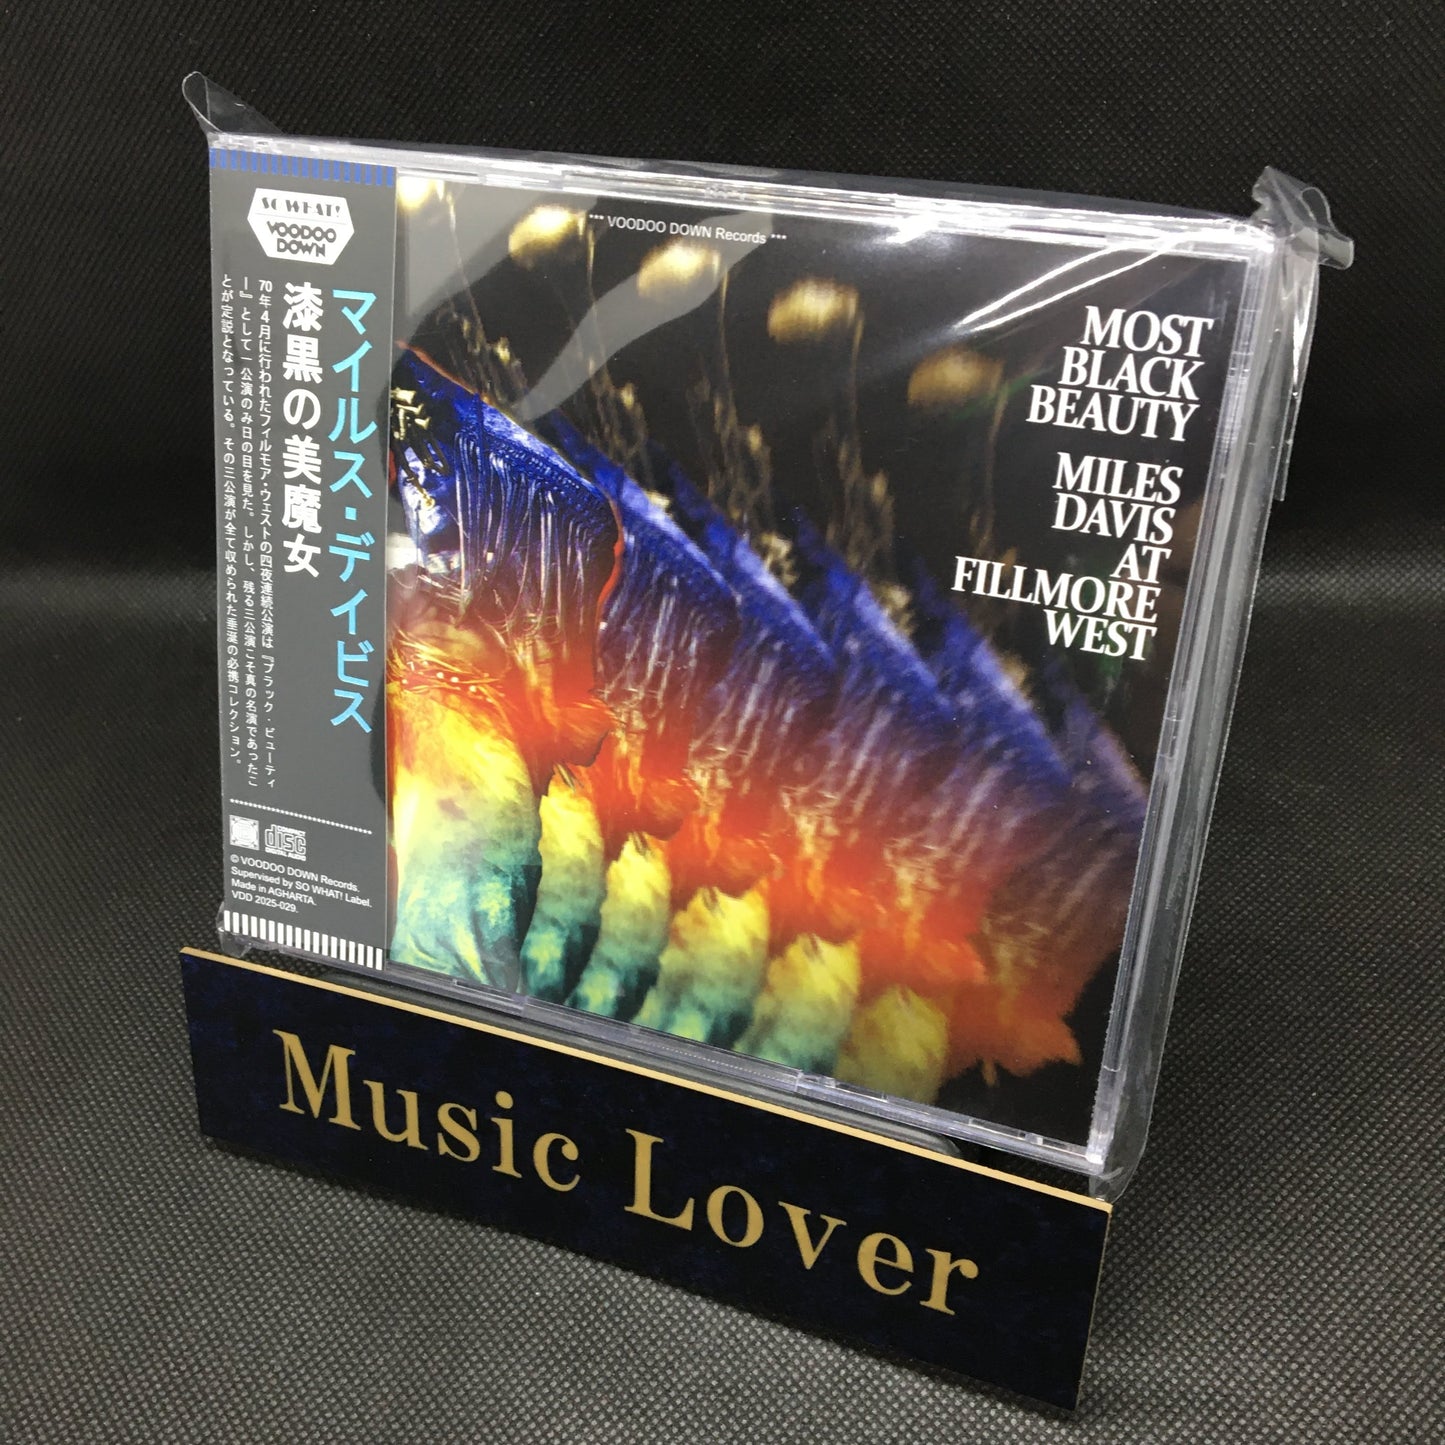 SO WHAT!
VOODOO
DOWN
マイルス・デイビス
漆黒の美魔女
70年4月に行われたフィルモア・ウェストの四夜連続公演は『ブラック・ビューティ
ー』として一公演のみ日の目を見た。しかし、残る三公演こそ真の名演であったこ
とが定説となっている。その三公演が全て収められた垂涎の必携コレクション。
COMPACT
disc
DIGITAL AUDIO
© VOODOO DOWN Records.
Supervised by SO WHAT! Label.
Made in AGHARTA.
VDD 2025-029.
*** VOODOO DOWN Records ***
MOST
BLACK
BEAUTY
MILES
DAVIS
AT
FILLMORE
WEST
Music Lover